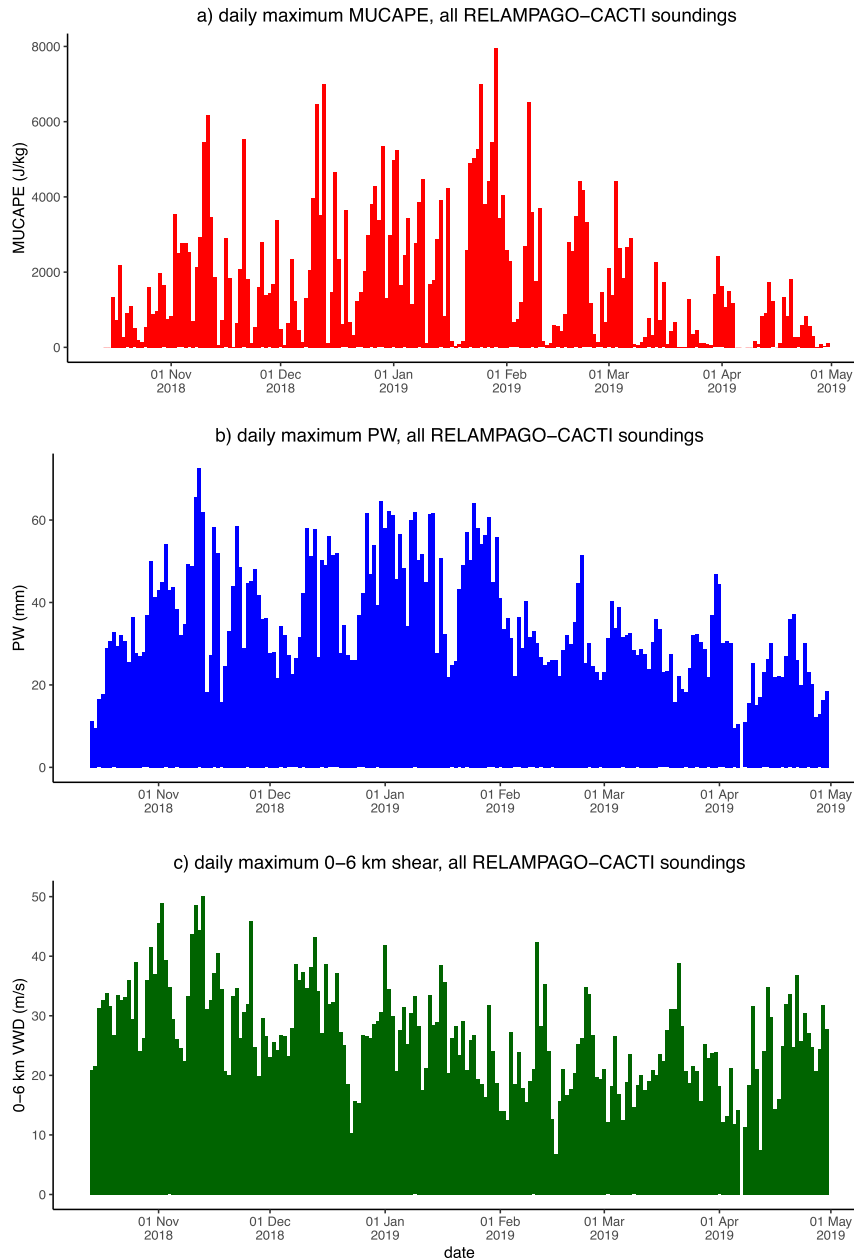 a) daily maximum MUCAPE, all RELAMPAGO−CACTI soundings
8000
6000
4000
2000
0
MUCAPE (J/kg)
01 Nov 01 Dec 01 Jan 01 Feb 01 Mar 01 Apr 01 May
2018 2018 2019 2019 2019 2019 2019
b) daily maximum PW, all RELAMPAGO−CACTI soundings
60
40
20
0
PW (mm)
01 Nov 01 Dec 01 Jan 01 Feb 01 Mar 01 Apr 01 May
2018 2018 2019 2019 2019 2019 2019
c) daily maximum 0−6 km shear, all RELAMPAGO−CACTI soundings
50
40
30
20
10
0
0−6 km VWD (m/s)
01 Nov 01 Dec 01 Jan 01 Feb 01 Mar 01 Apr 01 May
2018 2018 2019 2019 2019 2019 2019
date